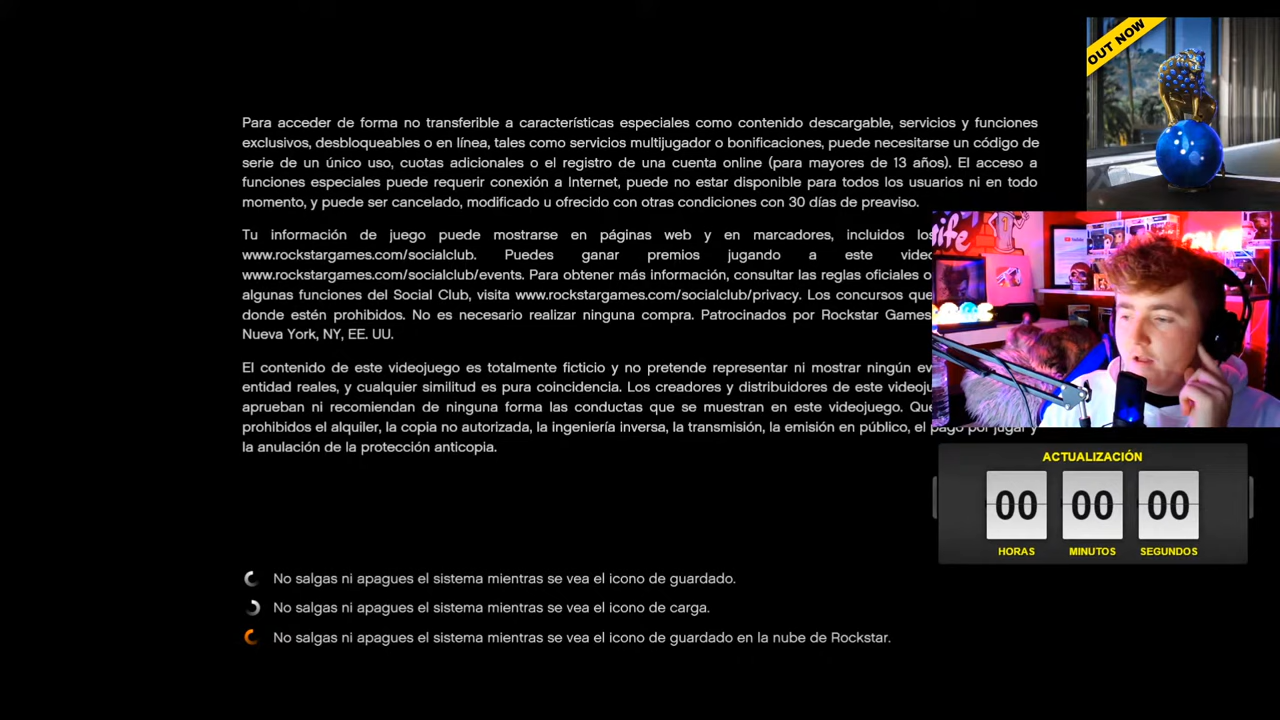 OUT NOW
Para acceder de forma no transferible a características especiales como contenido descargable, servicios y funciones
exclusivos, desbloqueables o en línea, tales como servicios multijugador o bonificaciones, puede necesitarse un código de
serie de un único uso, cuotas adicionales o el registro de una cuenta online (para mayores de 13 años). El acceso a
funciones especiales puede requerir conexión a Internet, puede no estar disponible para todos los usuarios ni en todo
momento, y puede ser cancelado, modificado u ofrecido con otras condiciones con 30 días de preaviso.
Tu información de juego puede mostrarse en páginas web y en marcadores, incluidos
www.rockstargames.com/socialclub. Puedes ganar premios jugando a este
www.rockstargames.com/socialclub/events. Para obtener más información, consultar las reglas oficiales
algunas funciones del Social Club, visita www.rockstargames.com/socialclub/privacy. Los concursos
donde estén prohibidos. No es necesario realizar ninguna compra. Patrocinados por Rockstar Games
Nueva York, NY, EE. UU.
El contenido de este videojuego es totalmente ficticio y no pretende representar ni mostrar ningún
entidad reales, y cualquier similitud es pura coincidencia. Los creadores y distribuidores de este
aprueban ni recomiendan de ninguna forma las conductas que se muestran en este videojuego.
prohibidos el alquiler, la copia no autorizada, la ingeniería inversa, la transmisión, la emisión en público, el pago por jugar y
la anulación de la protección anticopia.
ACTUALIZACIÓN
00 00 00
HORAS MINUTOS SEGUNDOS
No salgas ni apagues el sistema mientras se vea el icono de guardado.
No salgas ni apagues el sistema mientras se vea el icono de carga.
No salgas ni apagues el sistema mientras se vea el icono de guardado en la nube de Rockstar.